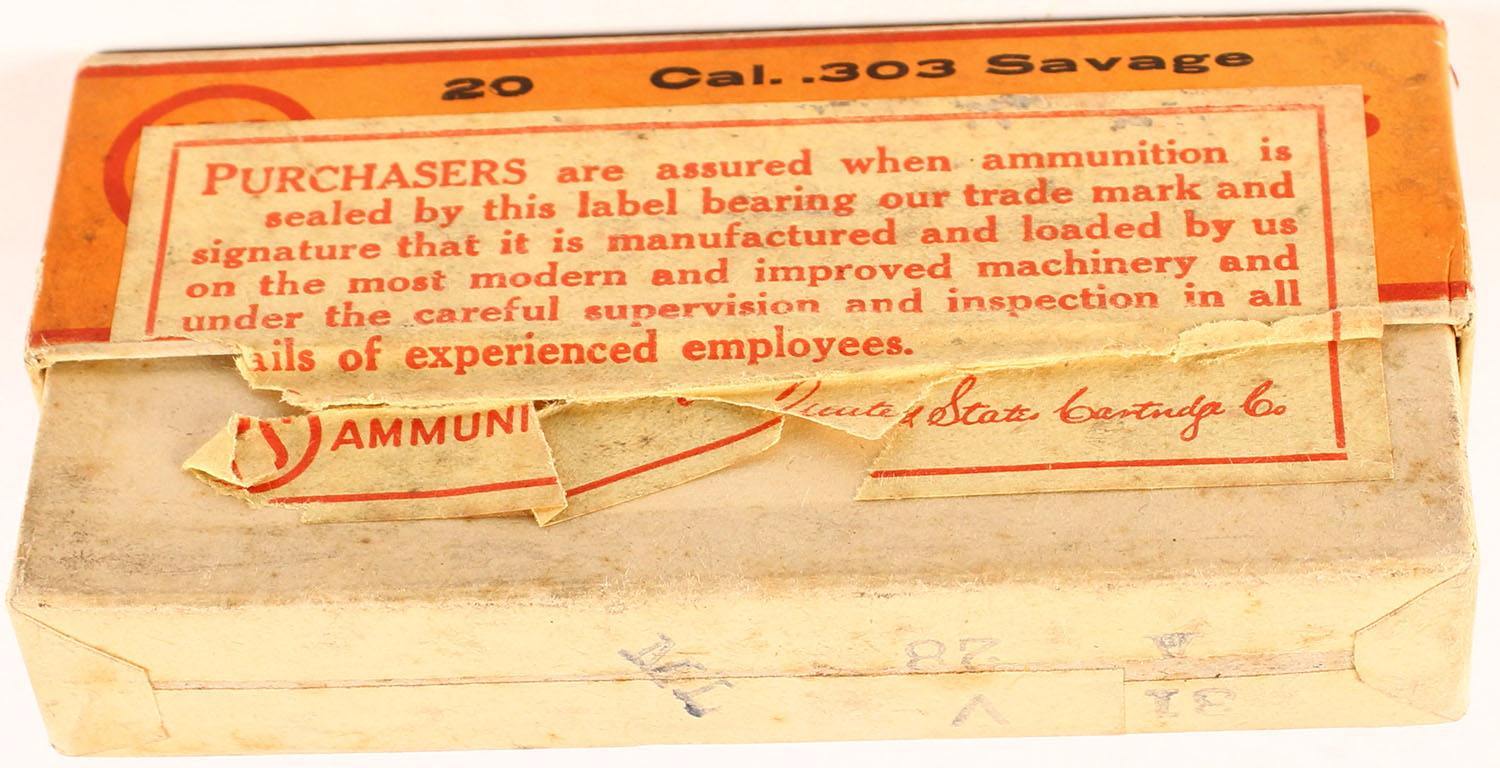 20 Cal. .303 Savage
PURCHASERS are assured when ammunition is
sealed by this label bearing our trade mark and
signature that it is manufactured and loaded by us
on the most modern and improved machinery and
under the careful supervision and inspection in all
ails of experienced employees.
AMMUNI
United States Cartridge Co